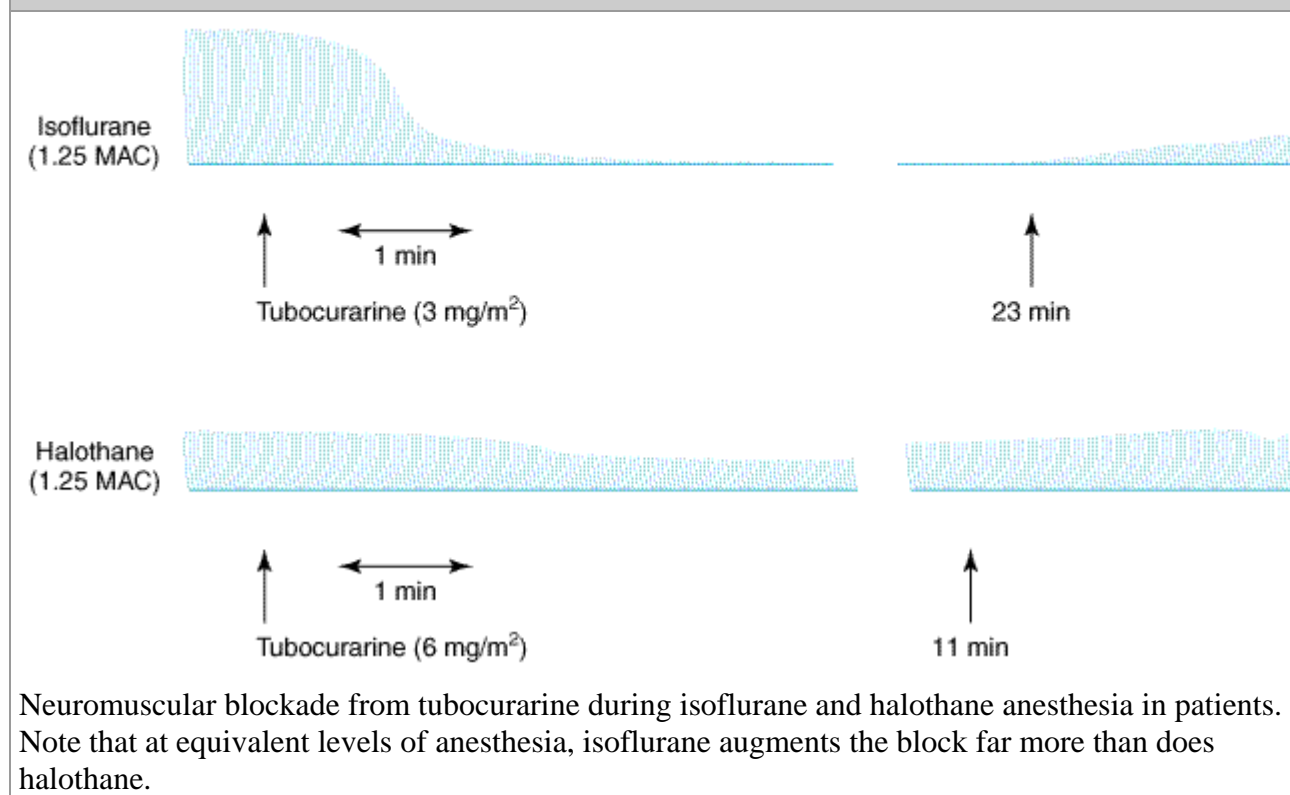 Isoflurane
(1.25 MAC)
1 min
Tubocurarine (3 mg/m²)
23 min
Halothane
(1.25 MAC)
1 min
Tubocurarine (6 mg/m²)
11 min
Neuromuscular blockade from tubocurarine during isoflurane and halothane anesthesia in patients.
Note that at equivalent levels of anesthesia, isoflurane augments the block far more than does
halothane.